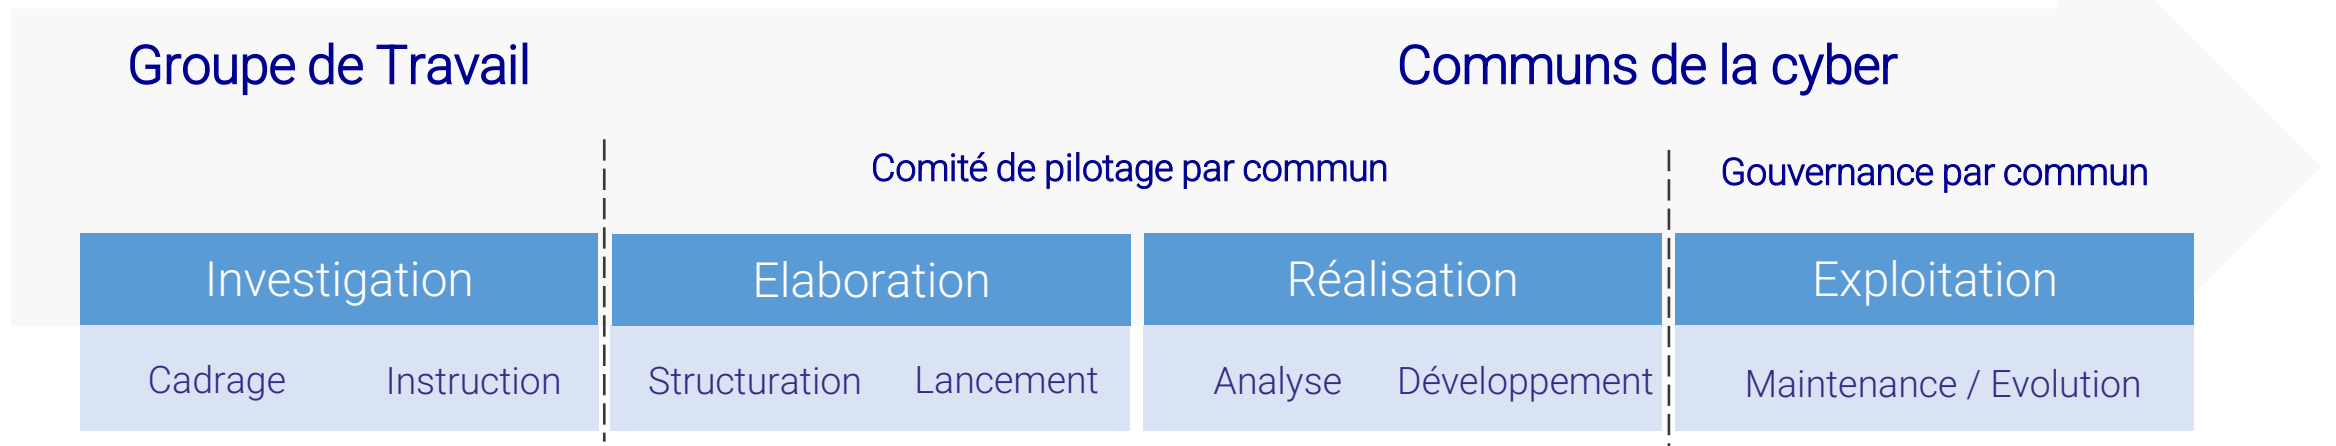 Groupe de Travail
Communs de la cyber
Comité de pilotage par commun
Gouvernance par commun
Investigation
Elaboration
Réalisation
Exploitation
Cadrage
Instruction
Structuration
Lancement
Analyse
Développement
Maintenance / Evolution